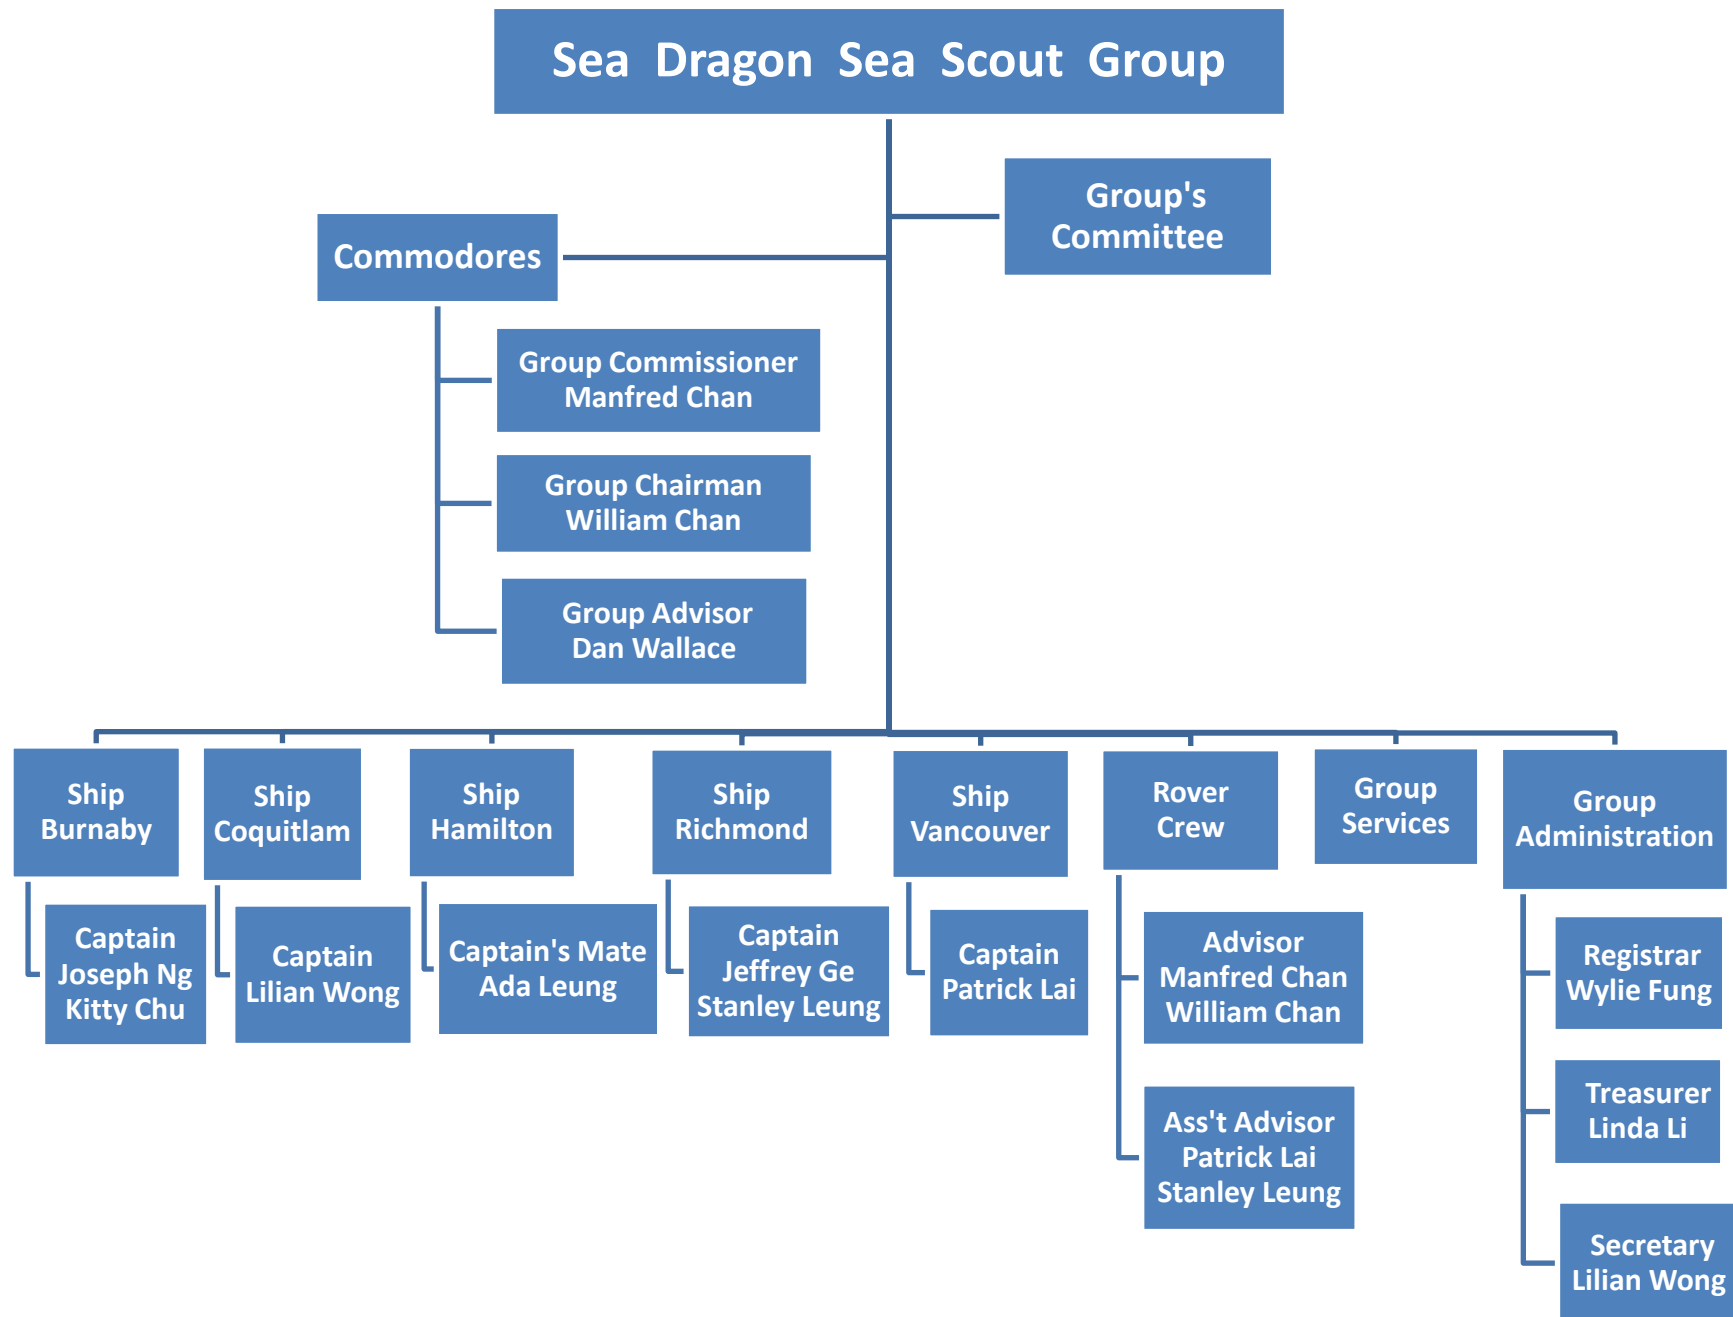 Sea Dragon Sea Scout Group
Group's
Committee
Commodores
Group Commissioner
Manfred Chan
Group Chairman
William Chan
Group Advisor
Dan Wallace
Ship
Burnaby
Captain
Joseph Ng
Kitty Chu
Ship
Coquitlam
Captain
Lilian Wong
Ship
Hamilton
Captain's Mate
Ada Leung
Ship
Richmond
Captain
Jeffrey Ge
Stanley Leung
Ship
Vancouver
Captain
Patrick Lai
Rover
Crew
Advisor
Manfred Chan
William Chan
Ass't Advisor
Patrick Lai
Stanley Leung
Group
Services
Group
Administration
Registrar
Wylie Fung
Treasurer
Linda Li
Secretary
Lilian Wong